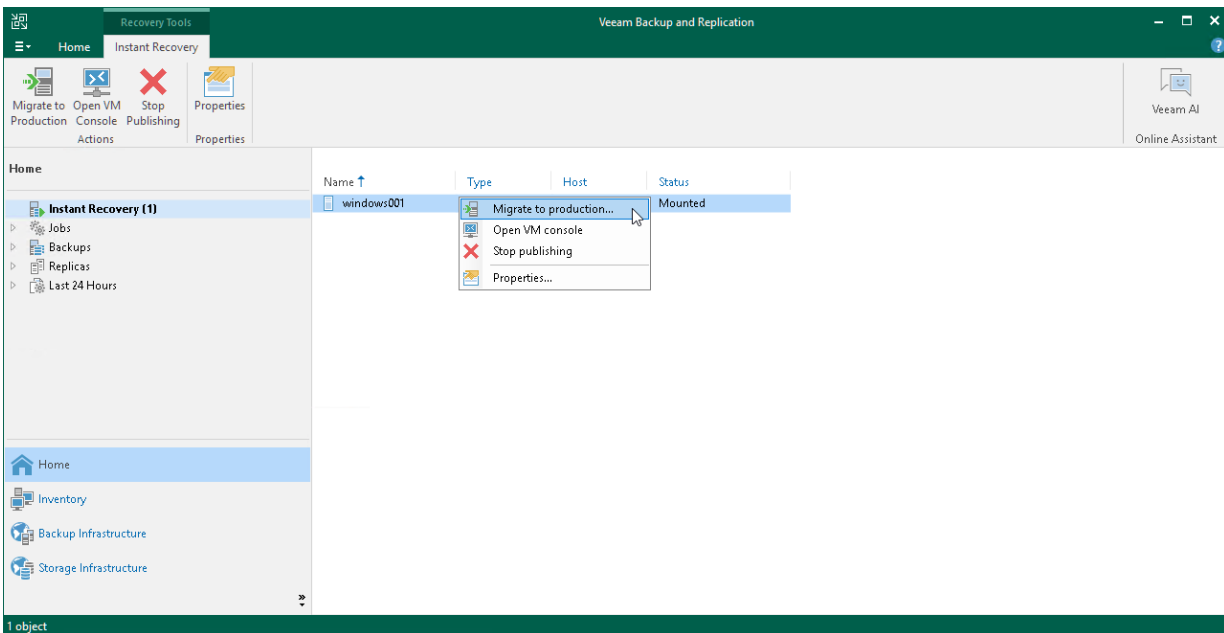 Recovery Tools
Veeam Backup and Replication
Home
Instant Recovery
Migrate to
Production
Open VM
Console
Stop
Publishing
Properties
Actions
Properties
Veeam AI
Online Assistant
Home
Instant Recovery (1)
Jobs
Backups
Replicas
Last 24 Hours
Home
Inventory
Backup Infrastructure
Storage Infrastructure
Name
Type
Host
Status
windows001
Mounted
Migrate to production...
Open VM console
Stop publishing
Properties...
1 object